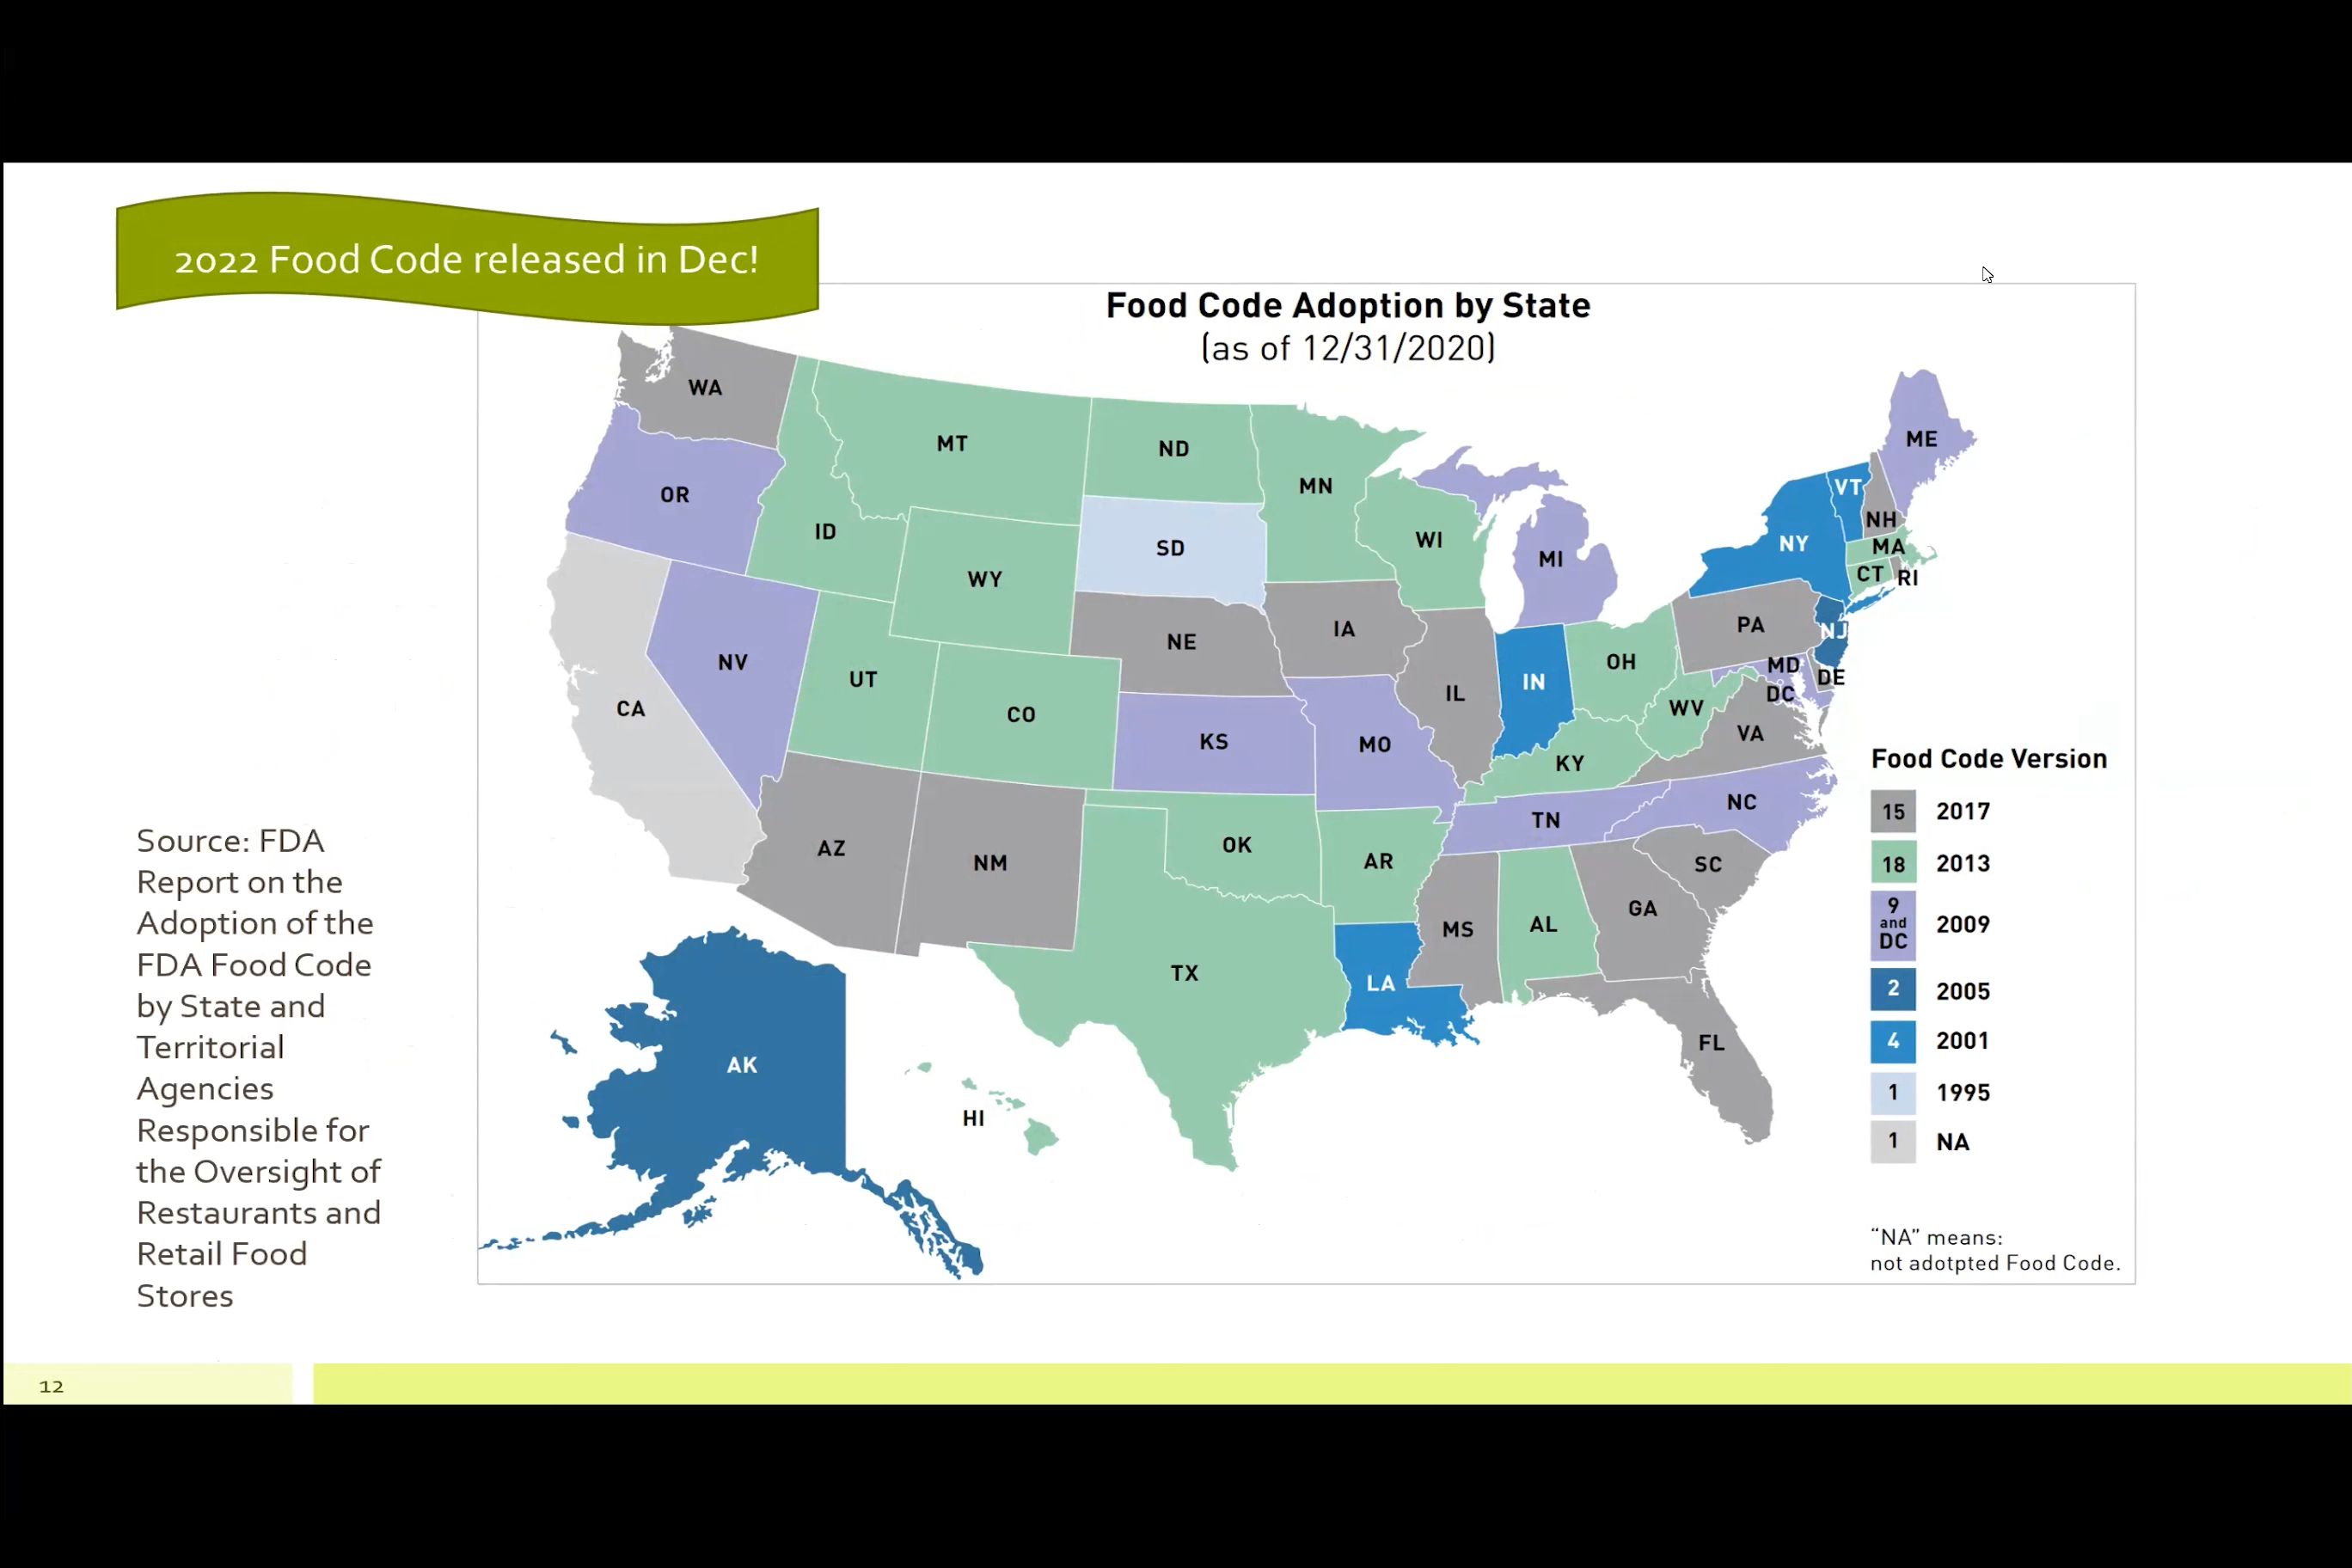 2022 Food Code released in Dec!
Food Code Adoption by State
(as of 12/31/2020)
WA
MT
ND
MN
OR
ID
WY
SD
WI
MI
ME
VT
NH
NY
MA
CT
RI
NV
UT
CO
NE
IA
IL
IN
OH
PA
NJ
MD
DE
DC
CA
KS
MO
KY
WV
VA
AZ
NM
OK
AR
TN
NC
SC
TX
LA
MS
AL
GA
FL
AK
HI
Food Code Version
15 2017
18 2013
9
and
DC
2009
2 2005
4 2001
1 1995
1 NA
"NA" means:
not adotpted Food Code.
Source: FDA
Report on the
Adoption of the
FDA Food Code
by State and
Territorial
Agencies
Responsible for
the Oversight of
Restaurants and
Retail Food
Stores
12